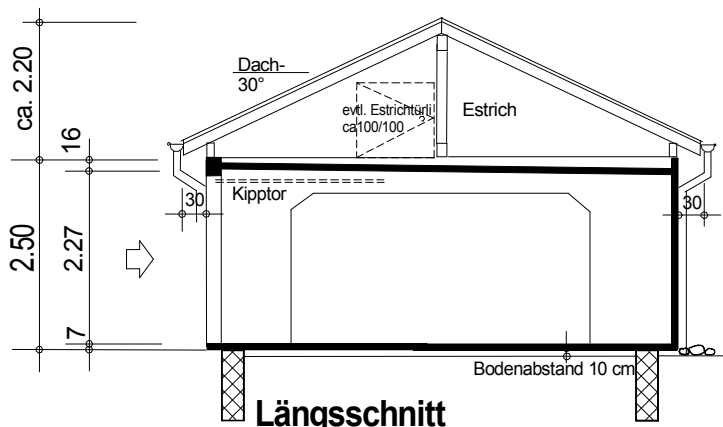 ca. 2.20
16
2.50
2.27
7
30
Dach-
30°
evtl. Estrichtürli
ca100/100
?
Estrich
Kipptor
30
Bodenabstand 10 cm
Längsschnitt